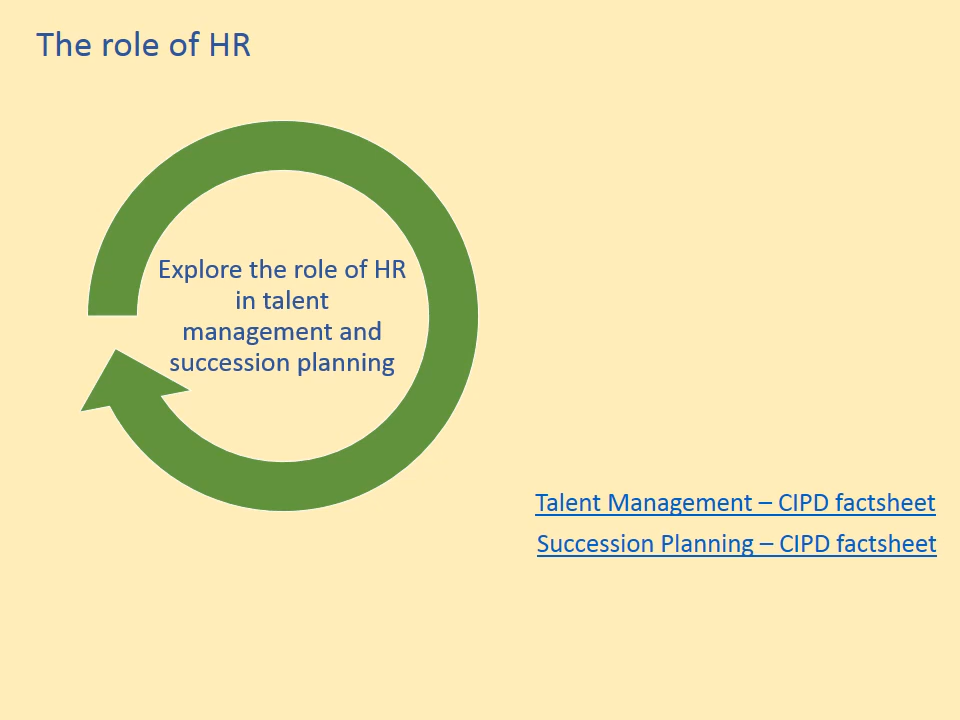 The role of HR
Explore the role of HR
in talent
management and
succession planning
Talent Management – CIPD factsheet
Succession Planning – CIPD factsheet